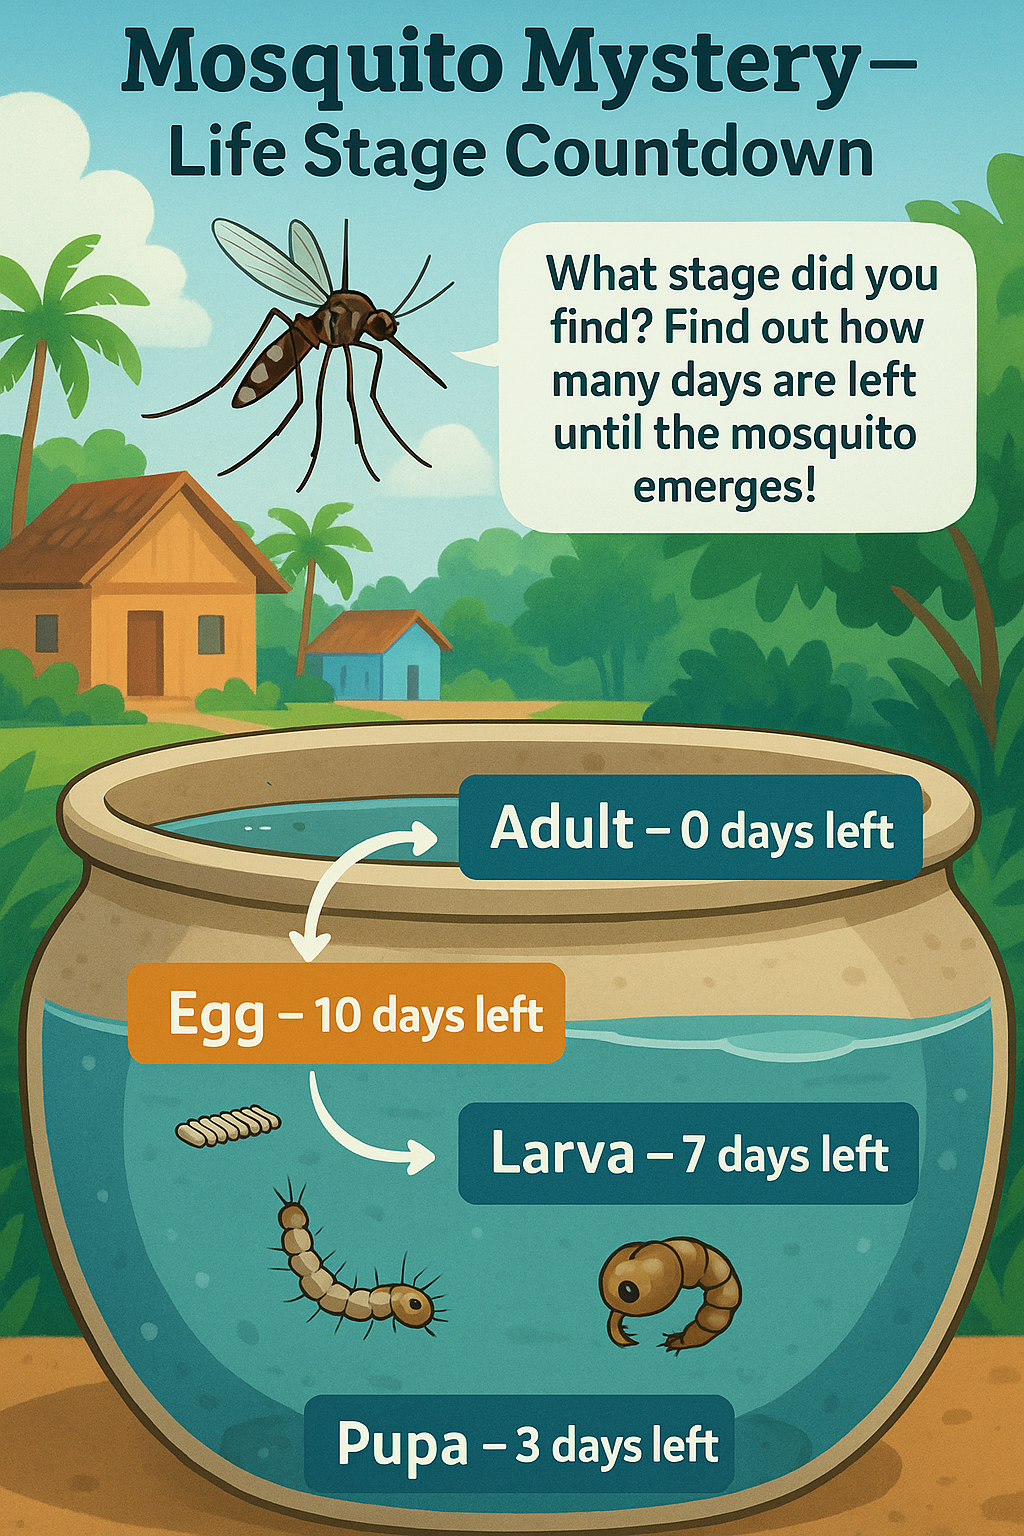 Mosquito Mystery–
Life Stage Countdown
What stage did you
find? Find out how
many days are left
until the mosquito
emerges!
Adult – 0 days left
Egg – 10 days left
Larva – 7 days left
Pupa – 3 days left